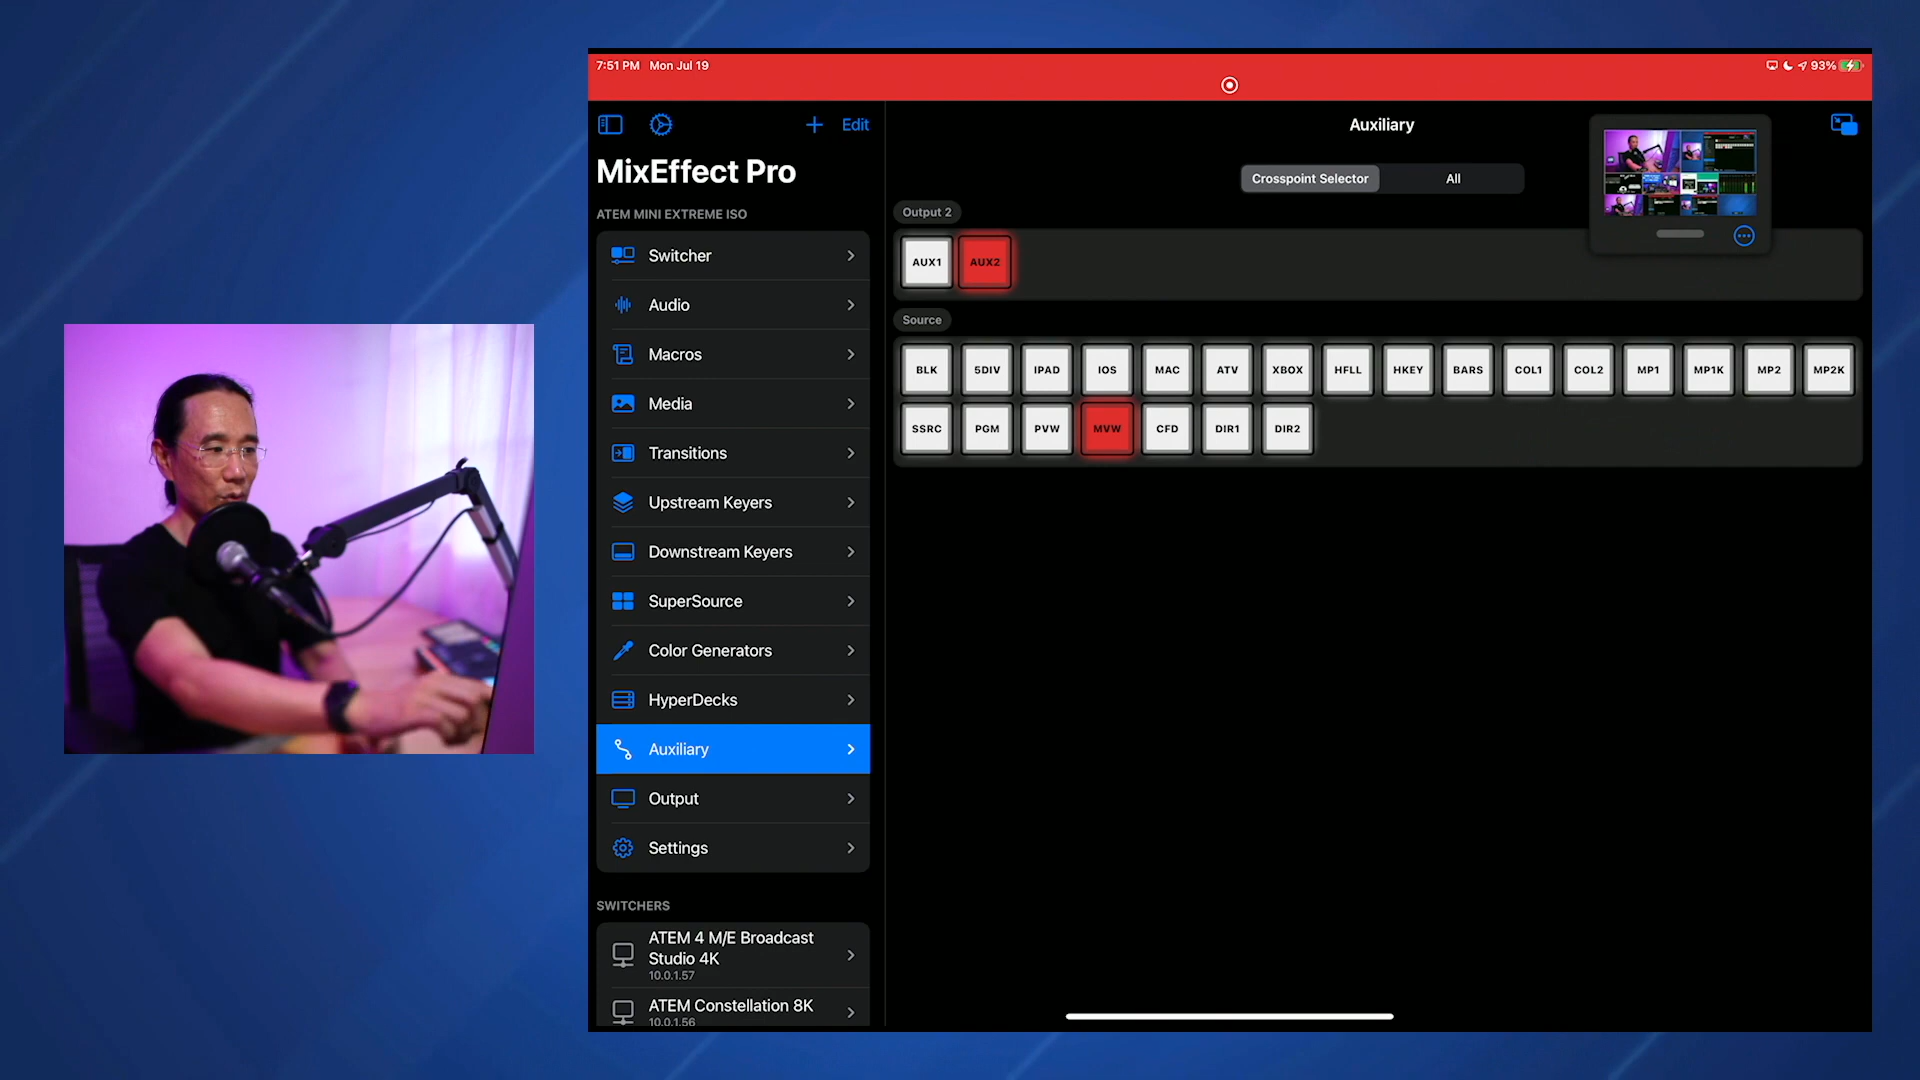 7:51 PM Mon Jul 19
93%
Edit
MixEffect Pro
ATEM MINI EXTREME ISO
Switcher
Audio
Macros
Media
Transitions
Upstream Keyers
Downstream Keyers
SuperSource
Color Generators
HyperDecks
Auxiliary
Output
Settings
SWITCHERS
ATEM 4 M/E Broadcast
Studio 4K
10.0.1.57
ATEM Constellation 8K
10.0.1.56
Auxiliary
Crosspoint Selector All
Output 2
AUX1 AUX2
Source
BLK 5DIV IPAD IOS MAC ATV XBOX HFLL HKEY BARS COL1 COL2 MP1 MP1K MP2 MP2K
SSRC PGM PVW MVW CFD DIR1 DIR2